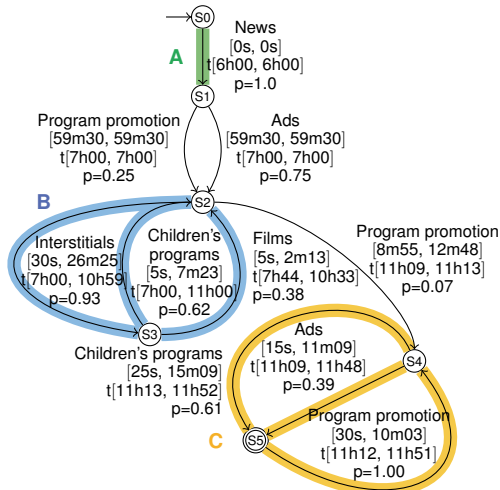 S0
News
[0s, 0s]
t[6h00, 6h00]
p=1.0
A
S1
Program promotion
[59m30, 59m30]
t[7h00, 7h00]
p=0.25
Ads
[59m30, 59m30]
t[7h00, 7h00]
p=0.75
B
S2
Interstitials
[30s, 26m25]
t[7h00, 10h59]
p=0.93
Children's
programs
[5s, 7m23]
t[7h00, 11h00]
p=0.62
Films
[5s, 2m13]
t[7h44, 10h33]
p=0.38
Program promotion
[8m55, 12m48]
t[11h09, 11h13]
p=0.07
S3
Children's programs
[25s, 15m09]
t[11h13, 11h52]
p=0.61
Ads
[15s, 11m09]
t[11h09, 11h48]
p=0.39
S4
Program promotion
[30s, 10m03]
t[11h12, 11h51]
p=1.00
C
S5